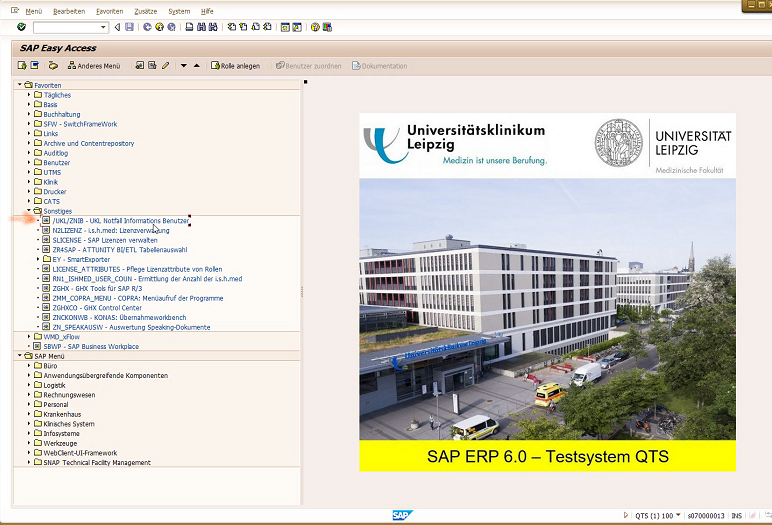 Menü Bearbeiten Favoriten Zusätze System Hilfe
SAP Easy Access
Anderes Menü Rolle anlegen Benutzer zuordnen Dokumentation
Favoriten
Tägliches
Basis
Buchhaltung
SFW - SwitchFrameWork
Links
Archive und Contentrepository
Auditlog
Benutzer
UTMS
Klinik
Drucker
CATS
Sonstiges
/UKL/ZNIB - UKL Notfall Informations Benutzer
N2LIZENZ - i.s.h.med: Lizenzverwaltung
SLICENSE - SAP Lizenzen verwalten
ZR4SAP - ATTUNITY BI/ETL Tabellenauswahl
EY - SmartExporter
LICENSE_ATTRIBUTES - Pflege Lizenzattribute von Rollen
RN1_ISHMED_USER_COUN - Ermittlung der Anzahl der i.s.h.med
ZGHX - GHX Tools für SAP R/3
ZMM_COPRA_MENU - COPRA: Menüaufruf der Programme
ZGHXCO - GHX Control Center
ZNCKONWB - KONAS: Übernahmeworkbench
ZN_SPEAKAUSW - Auswertung Speaking-Dokumente
WMD_xFlow
SBWP - SAP Business Workplace
SAP Menü
Büro
Anwendungsübergreifende Komponenten
Logistik
Rechnungswesen
Personal
Krankenhaus
Klinisches System
Infosysteme
Werkzeuge
WebClient-UI-Framework
SNAP Technical Facility Management
Universitätsklinikum
Leipzig
Medizin ist unsere Berufung.
UNIVERSITÄT
LEIPZIG
Medizinische Fakultät
Universitätsklinikum Leipzig
SAP ERP 6.0 – Testsystem QTS
SAP
QTS (1) 100 s070000013 INS